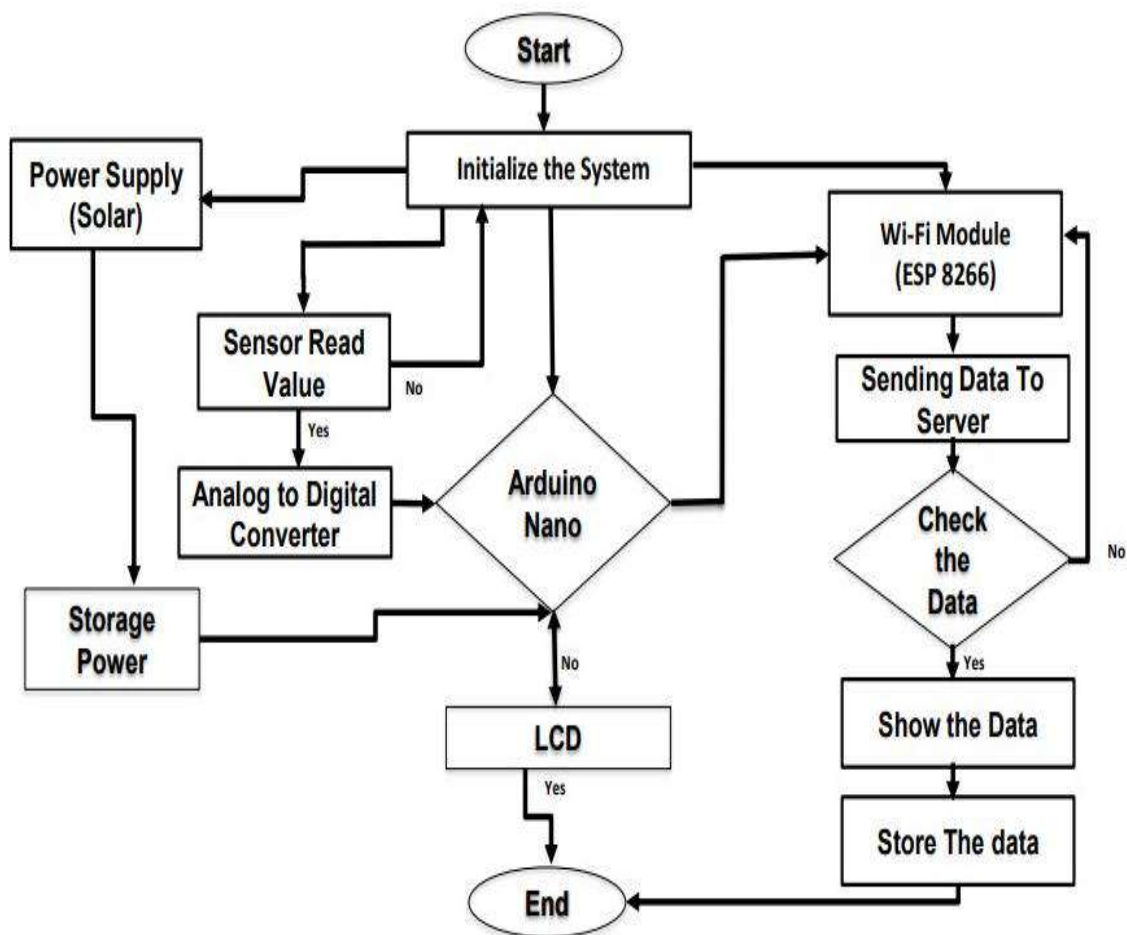 Start
Initialize the System
Power Supply
(Solar)
Wi-Fi Module
(ESP 8266)
Sensor Read
Value
No
Yes
Sending Data To
Server
Analog to Digital
Converter
Arduino
Nano
Check
the
Data
No
Storage
Power
No
Yes
LCD
Show the Data
Yes
Store The data
End